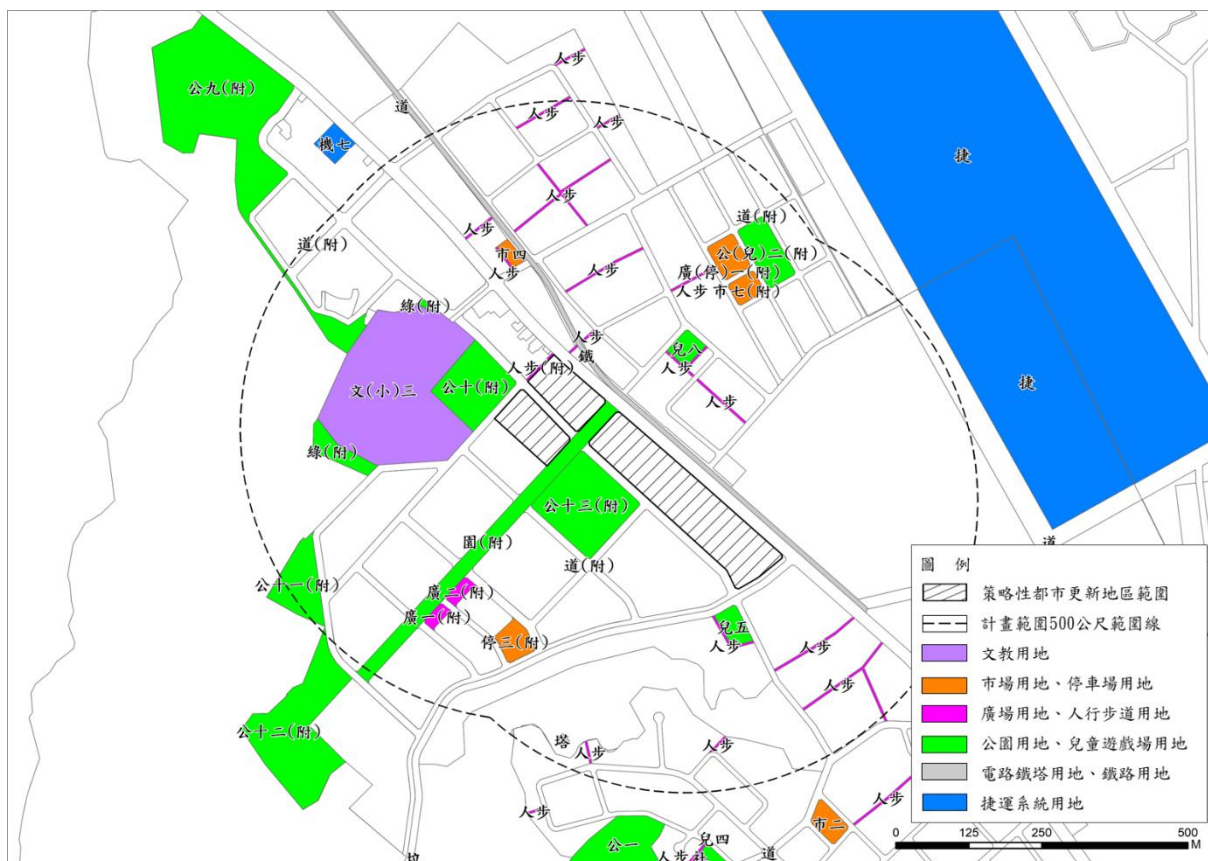 人步
公九(附)
道
人步
人步
機七
捷
人步
道(附)
人步
道(附)
市四
人步
公(兒)二(附)
人步
廣(停)一(附)
人步
市七(附)
綠(附)
人步
鐵
兒八
人步(附)
人步
文(小)三
公十(附)
捷
人步
綠(附)
公十三(附)
園(附)
道
道(附)
公十一(附)
廣二(附)
廣一(附)
兒五
停三(附)
人步
人步
人步
公十二(附)
塔
人步
人步
人步
人步
市二
公一
兒四
人步
社
道
圖 例
策略性都市更新地區範圍
計畫範圍500公尺範圍線
文教用地
市場用地、停車場用地
廣場用地、人行步道用地
公園用地、兒童遊戲場用地
電路鐵塔用地、鐵路用地
捷運系統用地
0 125 250 500
M